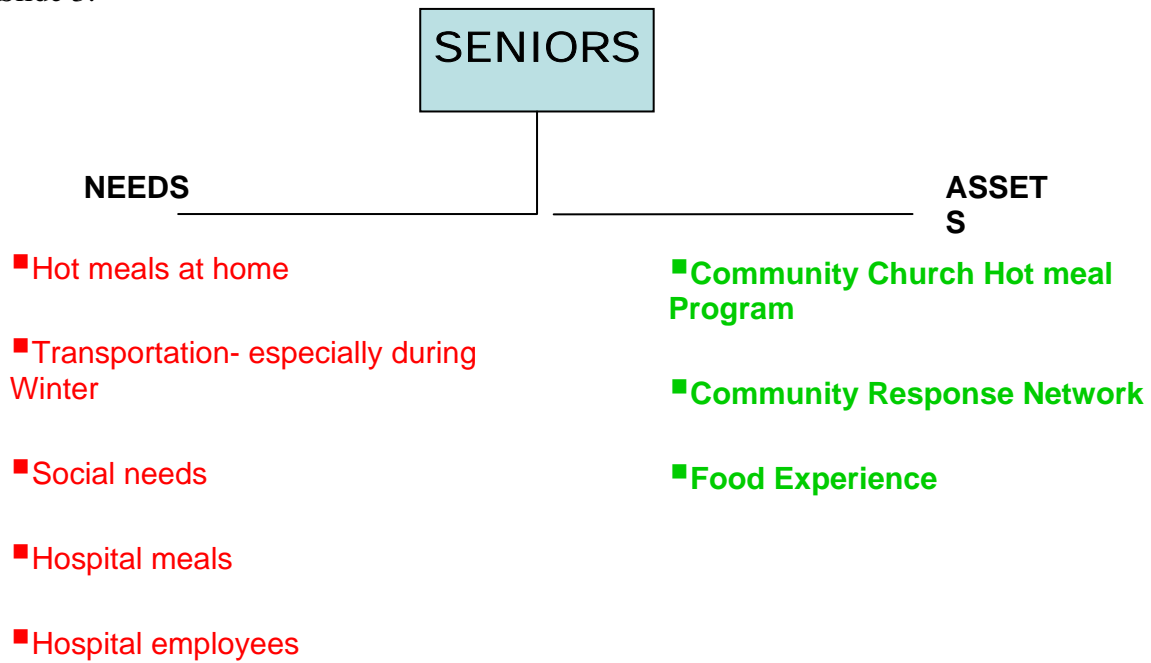 SENIORS
NEEDS
ASSET
S
▪Hot meals at home
▪Transportation- especially during
Winter
▪Social needs
▪Hospital meals
▪Hospital employees
▪Community Church Hot meal
Program
▪Community Response Network
▪Food Experience